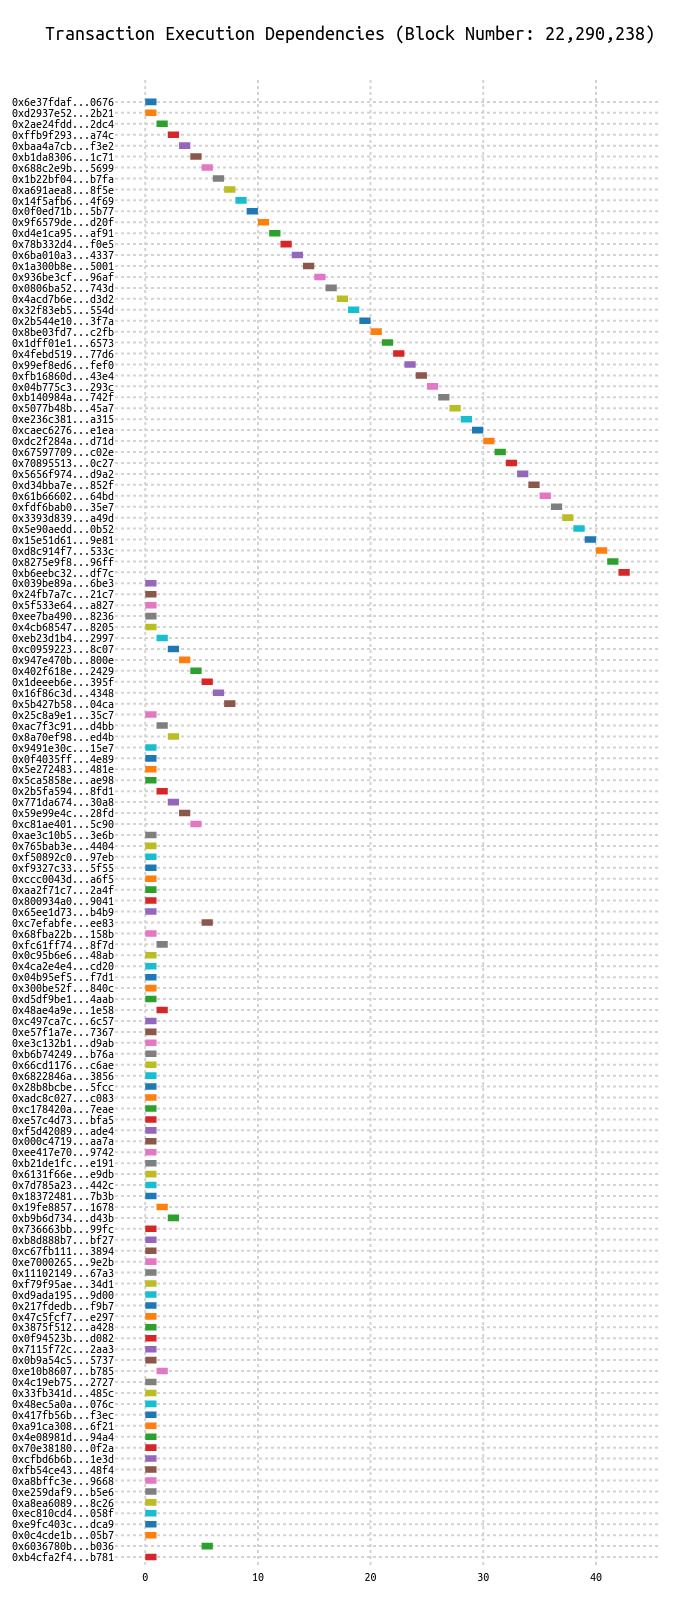 Transaction Execution Dependencies (Block Number: 22,290,238)
0x6e37fdaf...0676
0xd2937e52...2b21
0x2ae24fdd...2dc4
0xffb9f293...a74c
0xbaa4a7cb...f3e2
0xb1da8306...1c71
0x688c2e9b...5699
0x1b22bf04...b7fa
0xa691aea8...8f5e
0x14f5afb6...4f69
0x0f0ed71b...5b77
0x9f6579de...d20f
0xd4e1ca95...af91
0x78b332d4...f0e5
0x6ba010a3...4337
0x1a300b8e...5001
0x936be3cf...96af
0x0806ba52...743d
0x4acd7b6e...d3d2
0x32f83eb5...554d
0x2b544e10...3f7a
0x8be03fd7...c2fb
0x1dff01e1...6573
0x4febd519...77d6
0x99ef8ed6...fef0
0xfb16860d...43e4
0x04b775c3...293c
0xb140984a...742f
0x5077b48b...45a7
0xe236c381...a315
0xcaec6276...e1ea
0xdc2f284a...d71d
0x67597709...c02e
0x70895513...0c27
0x5656f974...d9a2
0xd34bba7e...852f
0x61b66602...64bd
0xfdf6bab0...35e7
0x3393d839...a49d
0x5e90aedd...0b52
0x15e51d61...9e81
0xd8c914f7...533c
0x8275e9f8...96ff
0xb6eebc32...df7c
0x039be89a...6be3
0x24fb7a7c...21c7
0x5f533e64...a827
0xee7ba490...8236
0x4cb68547...8205
0xeb23d1b4...2997
0xc0959223...8c07
0x947e470b...800e
0x402f618e...2429
0x1deeeb6e...395f
0x16f86c3d...4348
0x5b427b58...04ca
0x25c8a9e1...35c7
0xac7f3c91...d4bb
0x8a70ef98...ed4b
0x9491e30c...15e7
0x0f4035ff...4e89
0x5e272483...481e
0x5ca5858e...ae98
0x2b5fa594...8fd1
0x771da674...30a8
0x59e99e4c...28fd
0xc81ae401...5c90
0xae3c10b5...3e6b
0x765bab3e...4404
0xf50892c0...97eb
0xf9327c33...5f55
0xccc0043d...a6f5
0xaa2f71c7...2a4f
0x800934a0...9041
0x65ee1d73...b4b9
0xc7efabfe...ee83
0x68fba22b...158b
0xfc61ff74...8f7d
0x0c95b6e6...48ab
0x4ca2e4e4...cd20
0x04b95ef5...f7d1
0x300be52f...840c
0xd5df9be1...4aab
0x48ae4a9e...1e58
0xc497ca7c...6c57
0xe57f1a7e...7367
0xe3c132b1...d9ab
0xb6b74249...b76a
0x66cd1176...c6ae
0x6822846a...3856
0x28b8bcbe...5fcc
0xadc8c027...c083
0xc178420a...7eae
0xe57c4d73...bfa5
0xf5d42089...ade4
0x000c4719...aa7a
0xee417e70...9742
0xb21de1fc...e191
0x6131f66e...e9db
0x7d785a23...442c
0x18372481...7b3b
0x19fe8857...1678
0xb9b6d734...d43b
0x736663bb...99fc
0xb8d888b7...bf27
0xc67fb111...3894
0xe7000265...9e2b
0x11102149...67a3
0xf79f95ae...34d1
0xd9ada195...9d00
0x217fdedb...f9b7
0x47c5fcf7...e297
0x3875f512...a428
0x0f94523b...d082
0x7115f72c...2aa3
0x0b9a54c5...5737
0xe10b8607...b785
0x4c19eb75...2727
0x33fb341d...485c
0x48ec5a0a...076c
0x417fb56b...f3ec
0xa91ca308...6f21
0x4e08981d...94a4
0x70e38180...0f2a
0xcfbd6b6b...1e3d
0xfb54ce43...48f4
0xa8bffc3e...9668
0xe259daf9...b5e6
0xa8ea6089...8c26
0xec810cd4...058f
0xe9fc403c...dca9
0x0c4cde1b...05b7
0x6036780b...b036
0xb4cfa2f4...b781
0 10 20 30 40